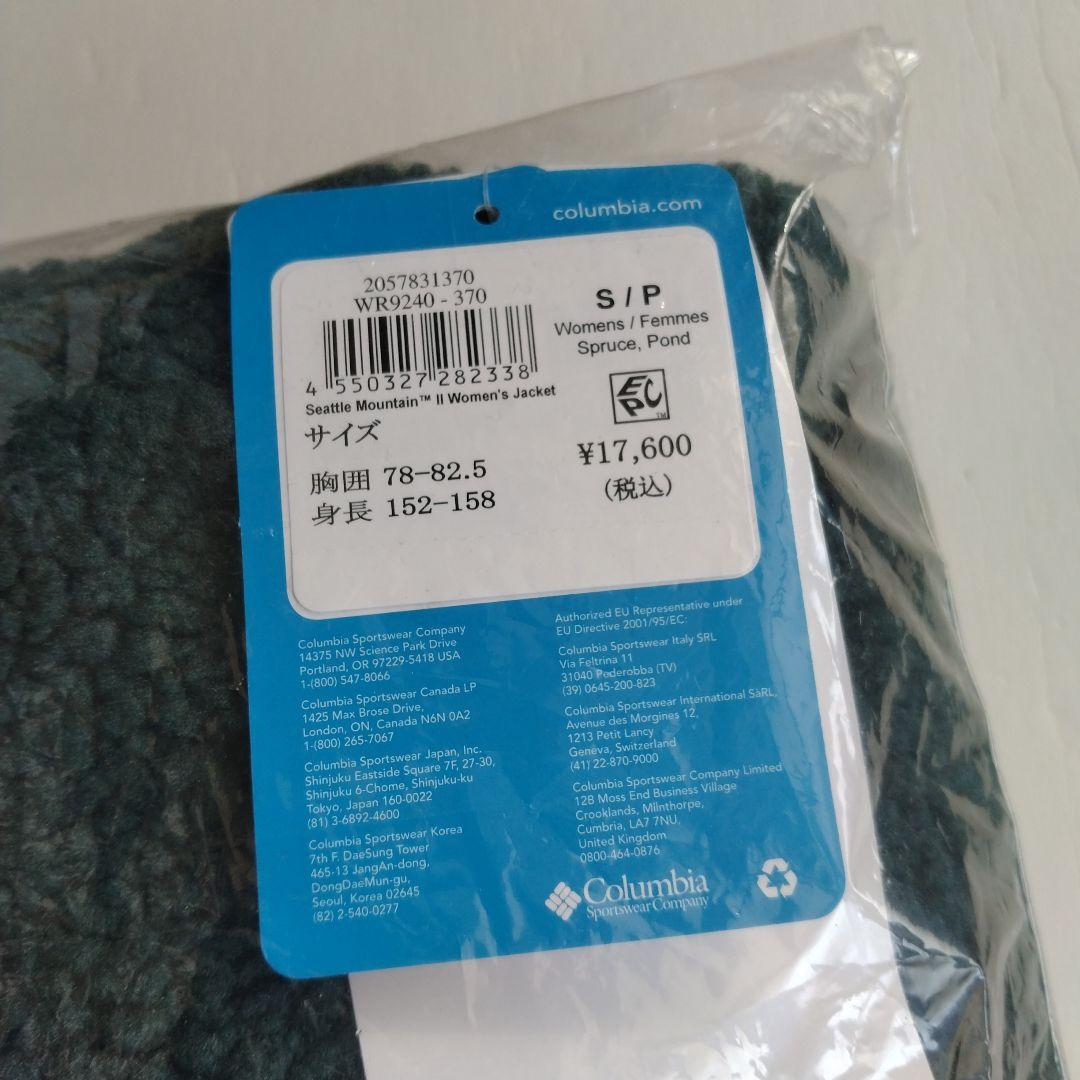 columbia.com
2057831370
WR9240 - 370
4 550327 282338
Seattle Mountain™ II Women's Jacket
サイズ
胸囲 78-82.5
身長 152-158
S / P
Womens / Femmes
Spruce, Pond
EPC™
¥17,600
(税込)
Columbia Sportswear Company
14375 NW Science Park Drive
Portland, OR 97229-5418 USA
1-(800) 547-8066
Columbia Sportswear Canada LP
1425 Max Brose Drive,
London, ON, Canada N6N 0A2
1-(800) 265-7067
Columbia Sportswear Japan, Inc.
Shinjuku Eastside Square 7F, 27-30,
Shinjuku 6-Chome, Shinjuku-ku
Tokyo, Japan 160-0022
(81) 3-6892-4600
Columbia Sportswear Korea
7th F. DaeSung Tower
465-13 JangAn-dong,
DongDaeMun-gu,
Seoul, Korea 02645
(82) 2-540-0277
Authorized EU Representative under
EU Directive 2001/95/EC:
Columbia Sportswear Italy SRL
Via Feltrina 11
31040 Pederobba (TV)
(39) 0645-200-823
Columbia Sportswear International SàRL,
Avenue des Morgines 12,
1213 Petit Lancy
Geneva, Switzerland
(41) 22-870-9000
Columbia Sportswear Company Limited
12B Moss End Business Village
Crooklands, Milnthorpe,
Cumbria, LA7 7NU,
United Kingdom
0800-464-0876
Columbia
Sportswear Company